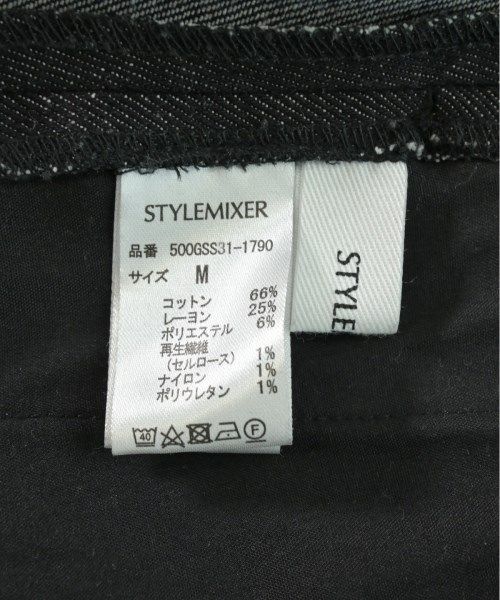 STYLEMIXER
品番 500GSS31-1790
サイズ M
コットン 66%
レーヨン 25%
ポリエステル 6%
再生繊維
(セルロース) 1%
ナイロン 1%
ポリウレタン 1%
40 F
STYLE